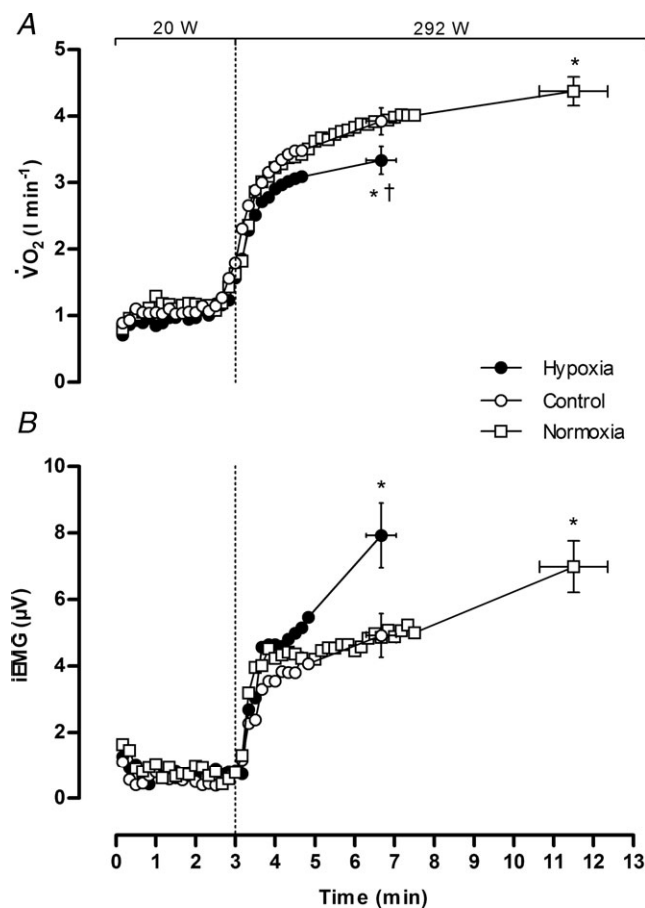 A
20 W 292 W
5
*
4
3
* †
2
1
0
V̇O₂ (l min⁻¹)
Hypoxia
Control
Normoxia
B
10
*
*
8
6
4
2
0
iEMG (µV)
0 1 2 3 4 5 6 7 8 9 10 11 12 13
Time (min)